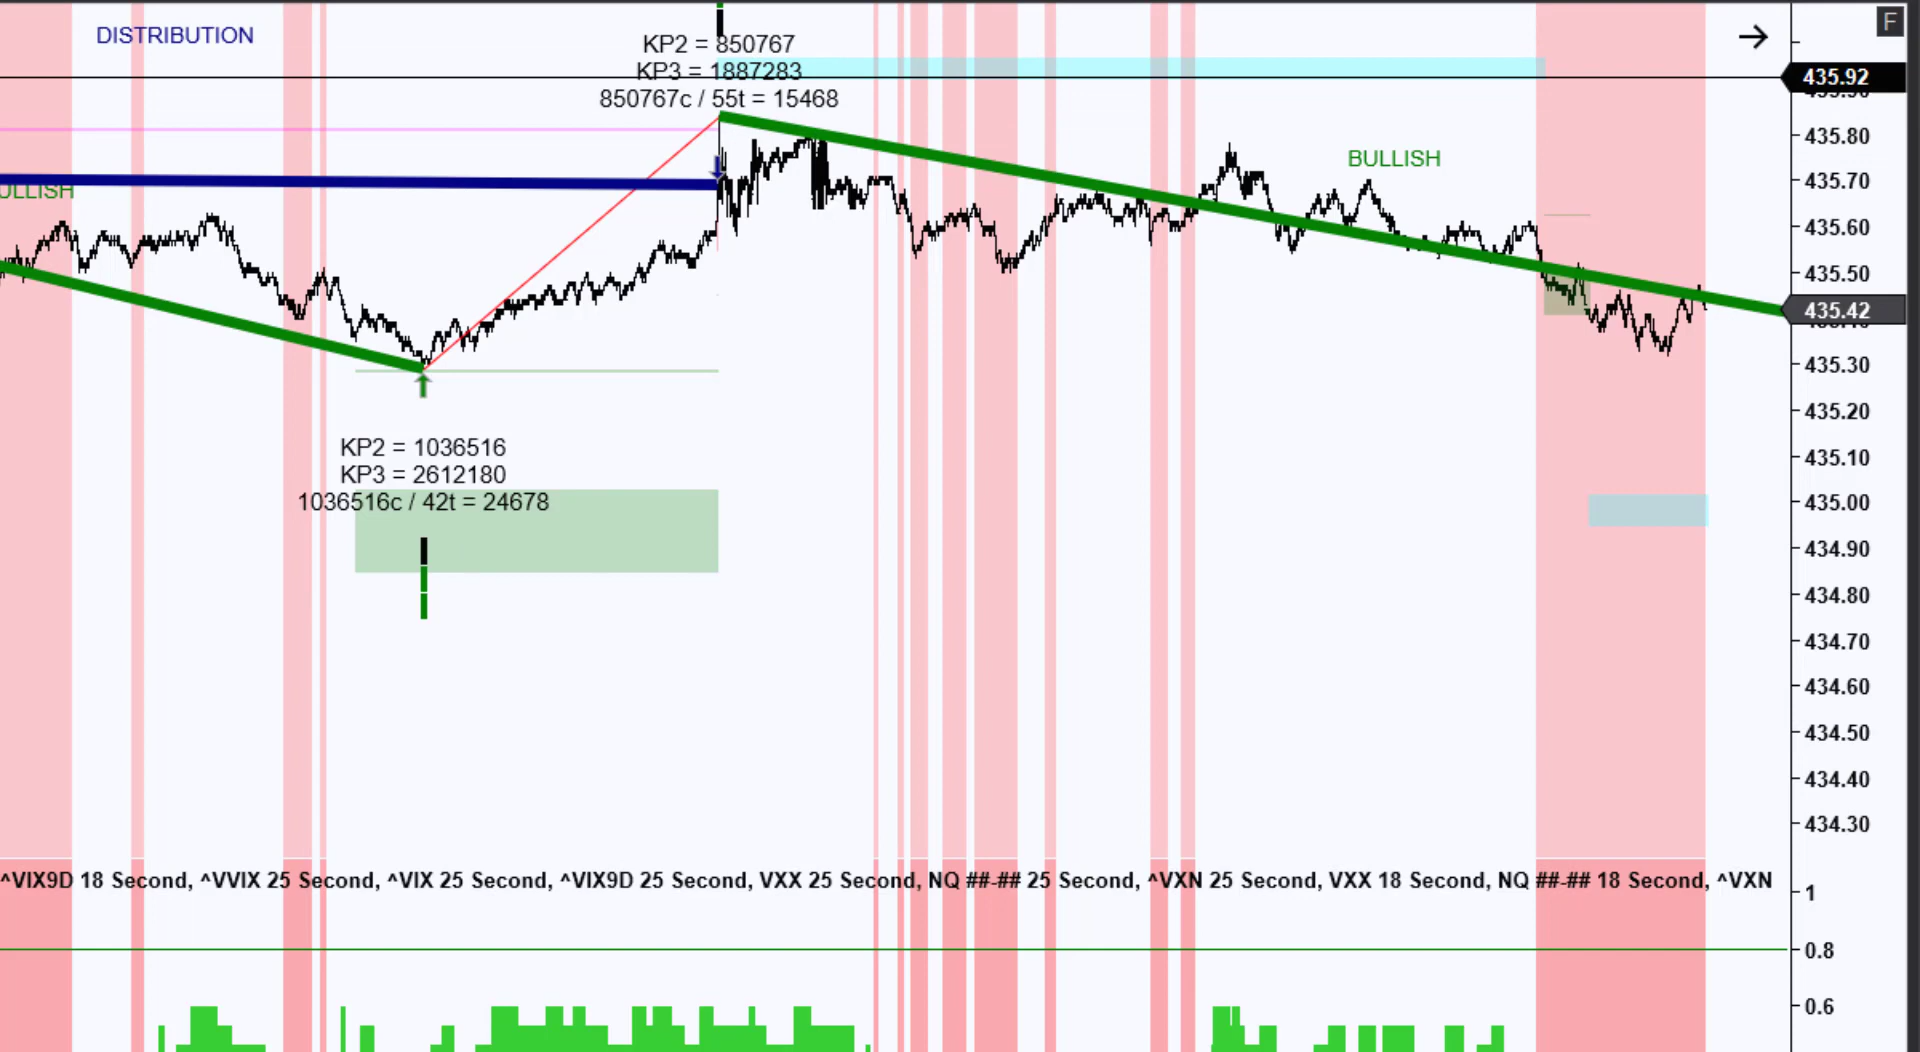 DISTRIBUTION
F
KP2 = 850767
KP3 = 1887283
850767c / 55t = 15468
435.92
435.80
BULLISH
435.70
ULLISH
435.60
435.50
435.42
435.30
435.20
KP2 = 1036516
KP3 = 2612180
1036516c / 42t = 24678
435.10
435.00
434.90
434.80
434.70
434.60
434.50
434.40
434.30
^VIX9D 18 Second, ^VVIX 25 Second, ^VIX 25 Second, ^VIX9D 25 Second, VXX 25 Second, NQ ##-## 25 Second, ^VXN 25 Second, VXX 18 Second, NQ ##-## 18 Second, ^VXN
1
0.8
0.6